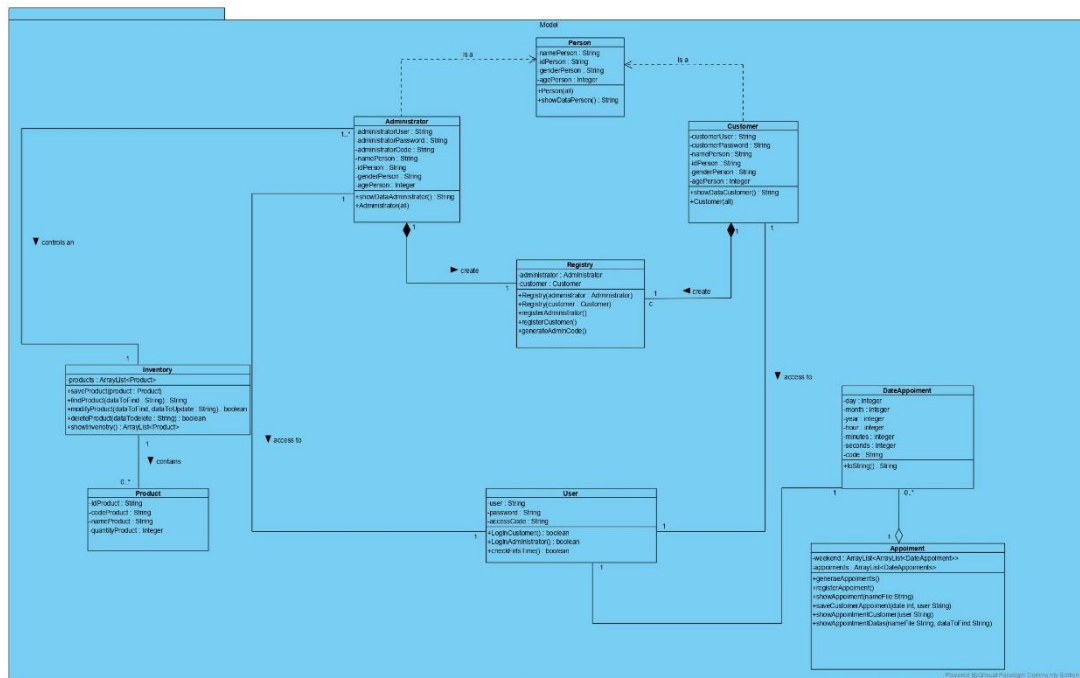 Model
Person
-namePerson : String
-idPerson : String
-genderPerson : String
-agePerson : Integer
+Person(all)
+showDataPerson() : String
Is a
Is a
Administrator
-administratorUser : String
-administratorPassword : String
-administratorCode : String
-namePerson : String
-idPerson : String
-genderPerson : String
-agePerson : Integer
+showDataAdministrator() : String
+Administrator(all)
Customer
-customerUser : String
-customerPassword : String
-namePerson : String
-idPerson : String
-genderPerson : String
-agePerson : Integer
+showDataCustomer() : String
+Customer(all)
1..*
1
1
1
1
controls an
create
create
1
1
c
Registry
-administrator : Administrator
-customer : Customer
+Registry(administrator : Administrator)
+Registry(customer : Customer)
+registerAdministrator()
+registerCustomer()
+generateAdminCode()
1
Inventory
-products : ArrayList<Product>
+saveProduct(product : Product)
+findProduct(dataToFind : String) : String
+modifyProduct(dataToFind, dataToUpdate : String) : boolean
+deleteProduct(dataTodelete : String) : boolean
+showInvenotry() : ArrayList<Product>
access to
access to
1
contains
0..*
Product
-idProduct : String
-codeProduct : String
-nameProduct : String
-quantityProduct : Integer
User
-user : String
-password : String
-accessCode : String
+LogInCustomer() : boolean
+LogInAdministrator() : boolean
1
1
1
DateAppoiment
-day : Integer
-month : Integer
-year : integer
-hour : integer
-minutes : integer
-seconds : Integer
-code : String
+toString() : String
1
0..*
1
Appoiment
-weekend : ArrayList<ArrayList<DateAppoiment>>
-appoiments : ArrayList<DateAppoiments>
+generaeAppoiments()
+registerAppoiment()
+showAppoiment(nameFile String)
+saveCustomerAppoiment(date int, user String)
+showAppointmentCustomer(user String)
+showAppointmentDatas(nameFile String, dataToFind String)
Powered By Visual Paradigm Community Edition